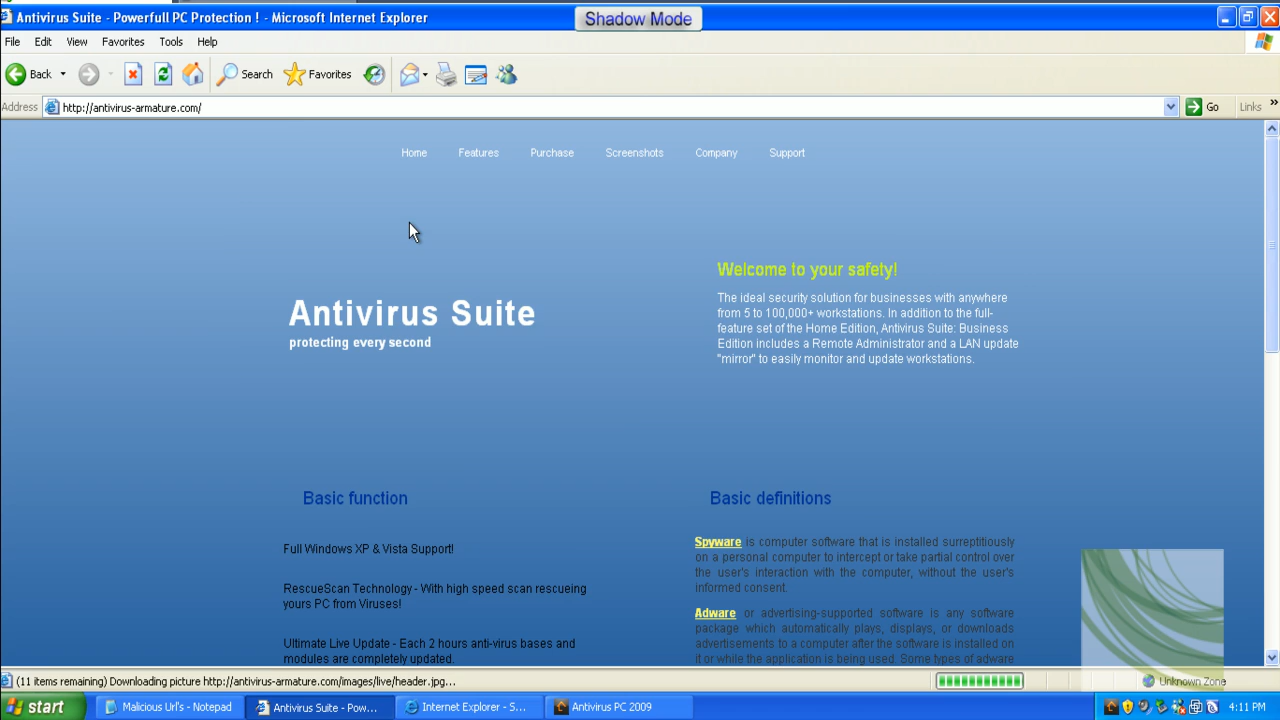 Antivirus Suite - Powerfull PC Protection ! - Microsoft Internet Explorer
Shadow Mode
File Edit View Favorites Tools Help
Back Search Favorites
Address http://antivirus-armature.com/ Go Links »
Home Features Purchase Screenshots Company Support
Antivirus Suite
protecting every second
Welcome to your safety!
The ideal security solution for businesses with anywhere
from 5 to 100,000+ workstations. In addition to the full-
feature set of the Home Edition, Antivirus Suite: Business
Edition includes a Remote Administrator and a LAN update
"mirror" to easily monitor and update workstations.
Basic function
Full Windows XP & Vista Support!
RescueScan Technology - With high speed scan rescueing
yours PC from Viruses!
Ultimate Live Update - Each 2 hours anti-virus bases and
modules are completely updated.
Basic definitions
Spyware is computer software that is installed surreptitiously
on a personal computer to intercept or take partial control over
the user's interaction with the computer, without the user's
informed consent.
Adware or advertising-supported software is any software
package which automatically plays, displays, or downloads
advertisements to a computer after the software is installed on
it or while the application is being used. Some types of adware
(11 items remaining) Downloading picture http://antivirus-armature.com/images/live/header.jpg...
Unknown Zone
start
Malicious Url's - Notepad
Antivirus Suite - Pow...
Internet Explorer - S...
Antivirus PC 2009
4:11 PM